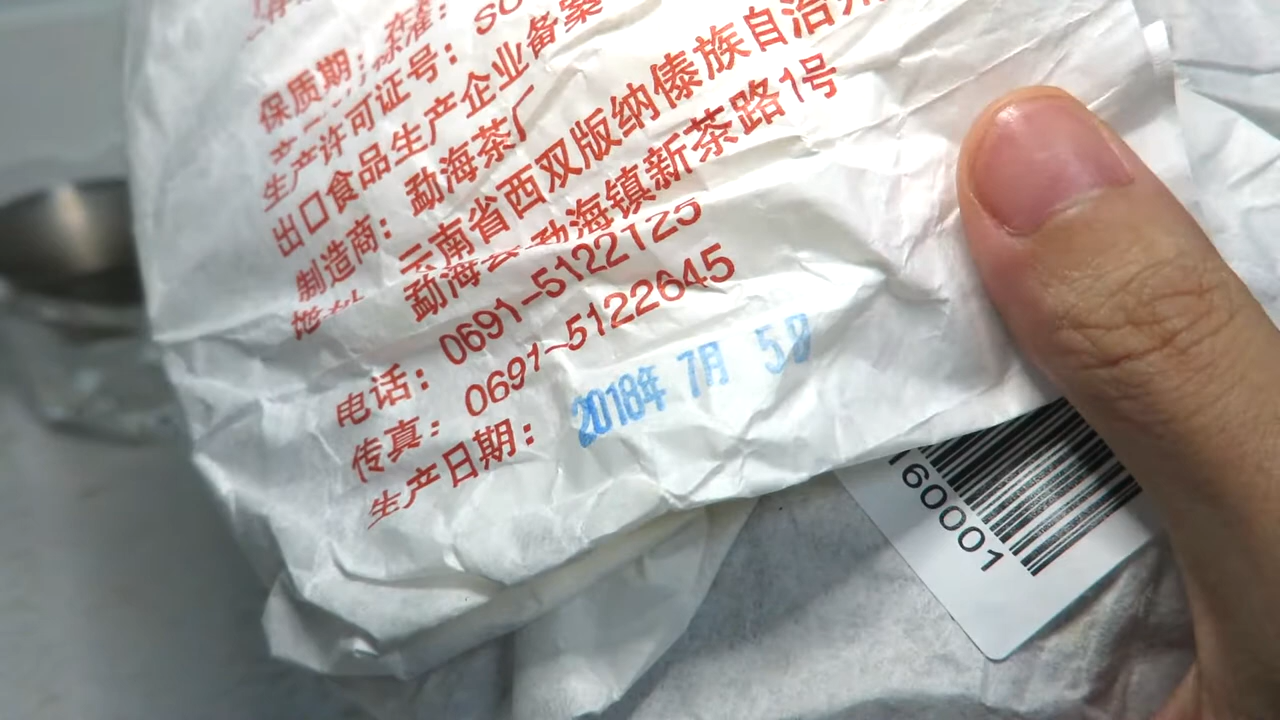 保质期：
生产许可证号： SC
出口食品生产企业备案
制造商： 勐海茶厂
云南省西双版纳傣族自治州
勐海县勐海镇新茶路1号
电话： 0691-5122125
传真： 0691-5122645
生产日期： 2018年 7月 5日
160001